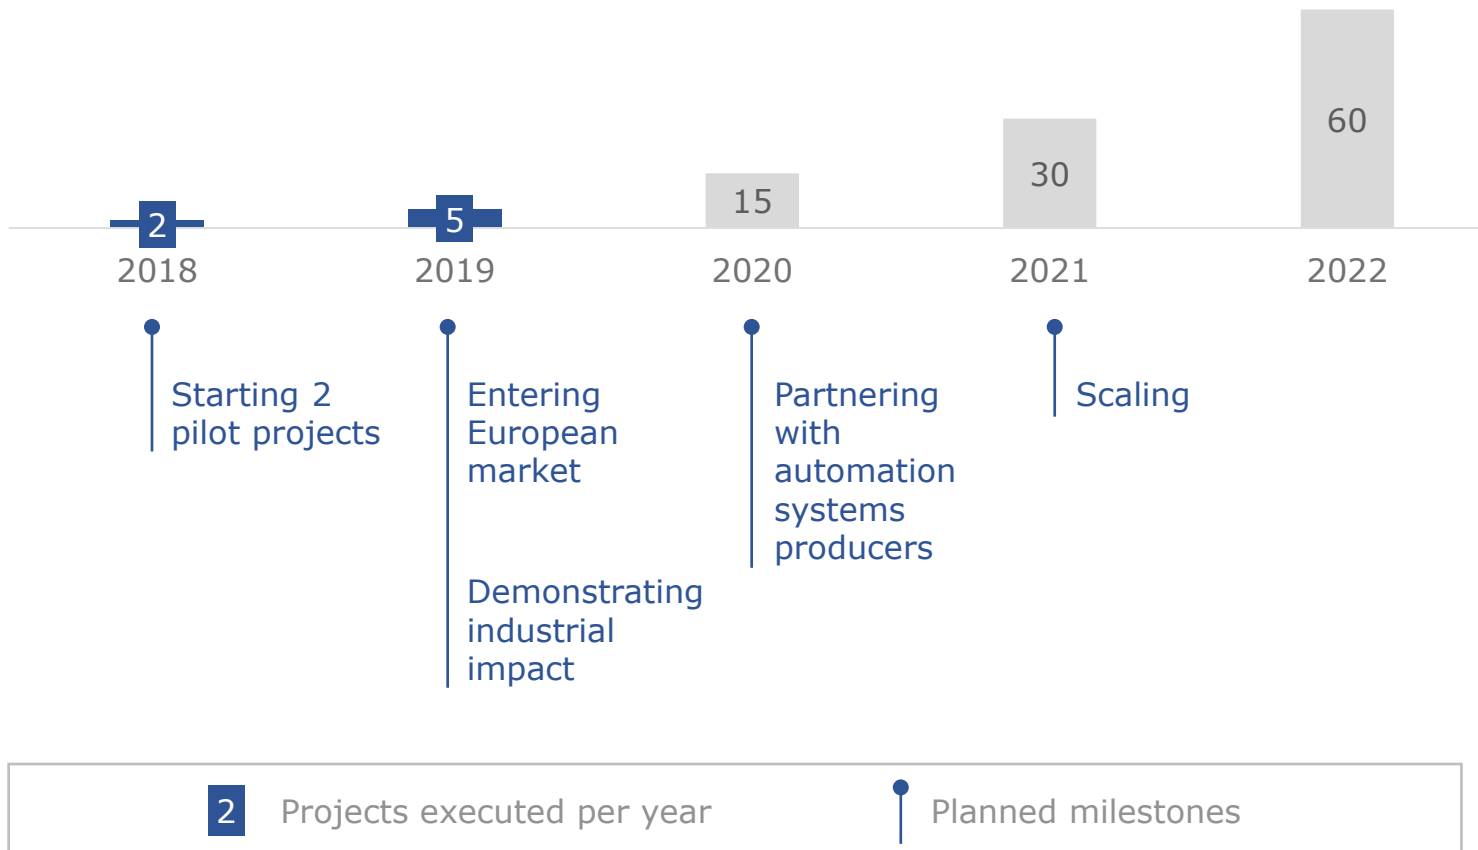 2
5
15
30
60
2018
2019
2020
2021
2022
Starting 2
pilot projects
Entering
European
market
Demonstrating
industrial
impact
Partnering
with
automation
systems
producers
Scaling
2 Projects executed per year
Planned milestones